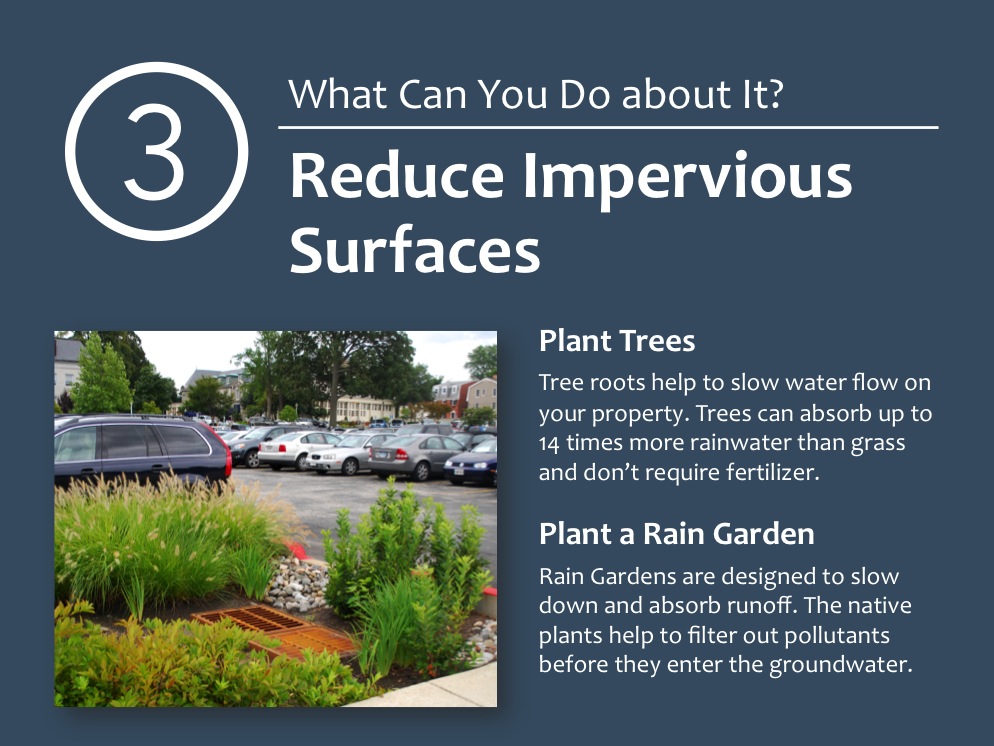 3
What Can You Do about It?
Reduce Impervious
Surfaces
Plant Trees
Tree roots help to slow water flow on
your property. Trees can absorb up to
14 times more rainwater than grass
and don’t require fertilizer.
Plant a Rain Garden
Rain Gardens are designed to slow
down and absorb runoff. The native
plants help to filter out pollutants
before they enter the groundwater.